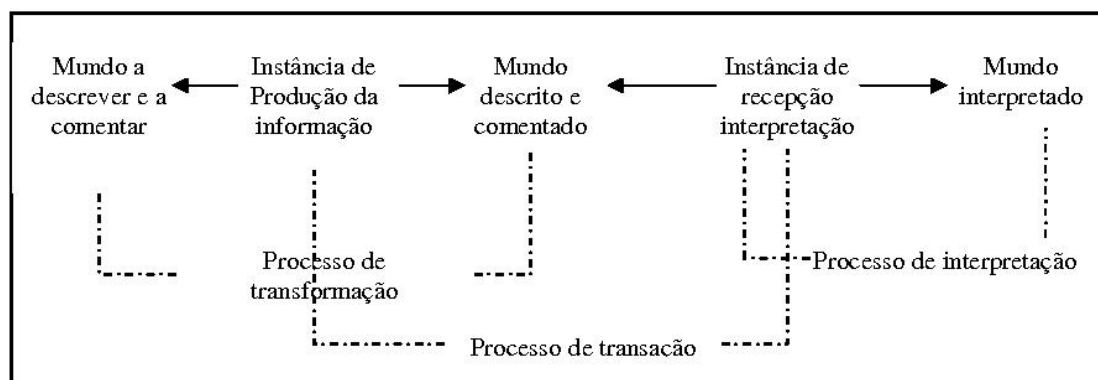 Mundo a
descrever e a
comentar
Instância de
Produção da
informação
Mundo
descrito e
comentado
Instância de
recepção
interpretação
Mundo
interpretado
Processo de
transformação
Processo de interpretação
Processo de transação